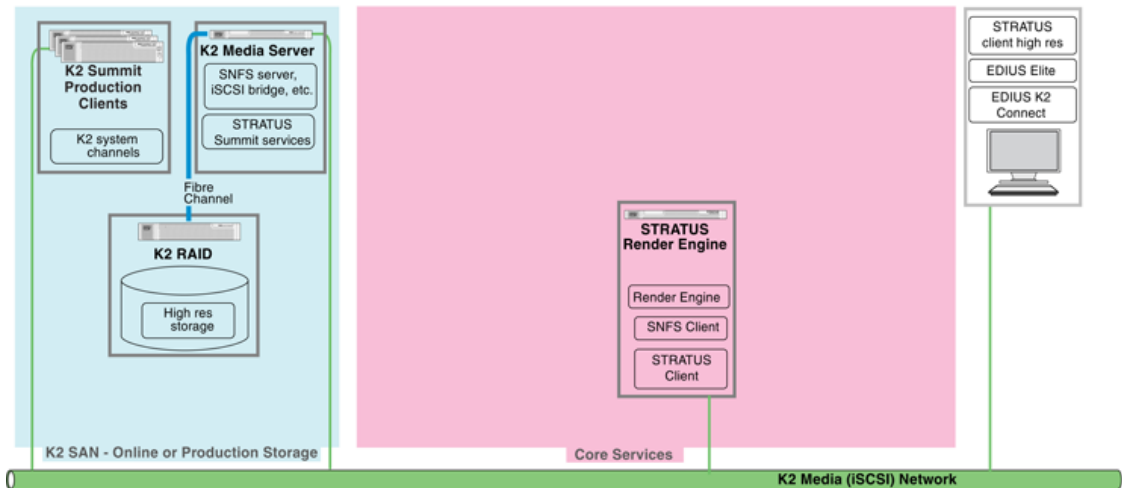 K2 Summit
Production
Clients
K2 system
channels
K2 Media Server
SNFS server,
iSCSI bridge, etc.
STRATUS
Summit services
Fibre
Channel
K2 RAID
High res
storage
K2 SAN - Online or Production Storage
STRATUS
Render Engine
Render Engine
SNFS Client
STRATUS
Client
Core Services
STRATUS
client high res
EDIUS Elite
EDIUS K2
Connect
K2 Media (iSCSI) Network